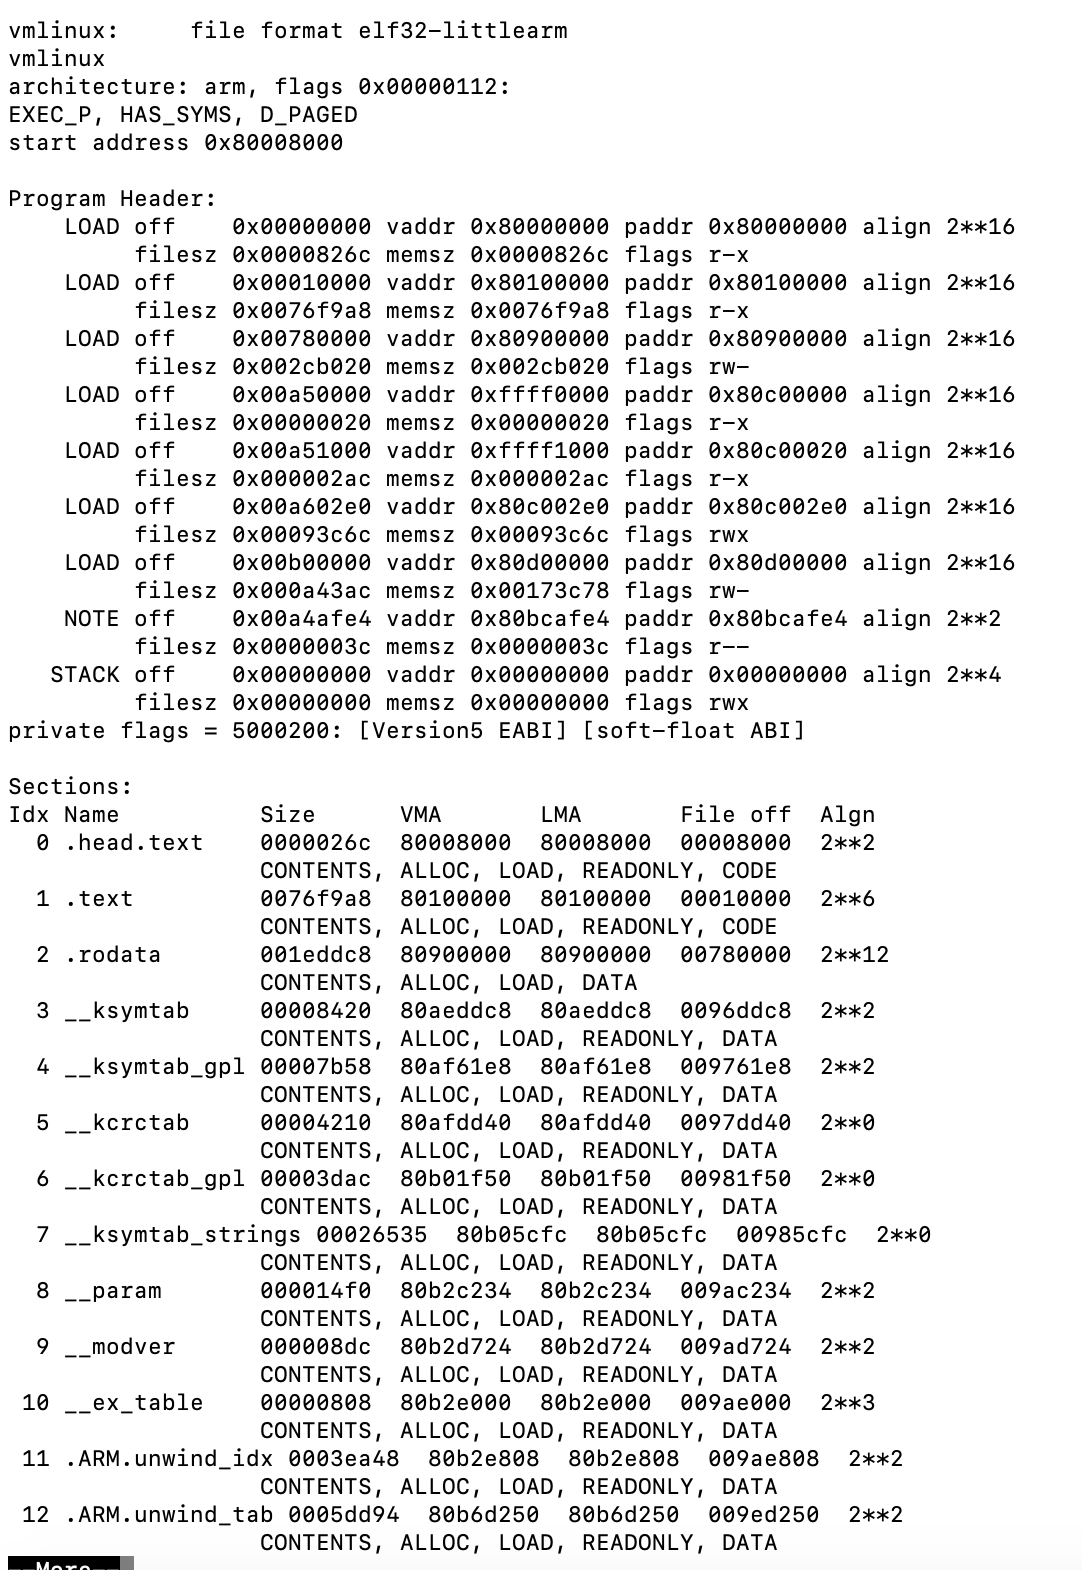 vmlinux:     file format elf32-littlearm
vmlinux
architecture: arm, flags 0x00000112:
EXEC_P, HAS_SYMS, D_PAGED
start address 0x80008000

Program Header:
    LOAD off    0x00000000 vaddr 0x80000000 paddr 0x80000000 align 2**16
         filesz 0x0000826c memsz 0x0000826c flags r-x
    LOAD off    0x00010000 vaddr 0x80100000 paddr 0x80100000 align 2**16
         filesz 0x0076f9a8 memsz 0x0076f9a8 flags r-x
    LOAD off    0x00780000 vaddr 0x80900000 paddr 0x80900000 align 2**16
         filesz 0x002cb020 memsz 0x002cb020 flags rw-
    LOAD off    0x00a50000 vaddr 0xffff0000 paddr 0x80c00000 align 2**16
         filesz 0x00000020 memsz 0x00000020 flags r-x
    LOAD off    0x00a51000 vaddr 0xffff1000 paddr 0x80c00020 align 2**16
         filesz 0x000002ac memsz 0x000002ac flags r-x
    LOAD off    0x00a602e0 vaddr 0x80c002e0 paddr 0x80c002e0 align 2**16
         filesz 0x00093c6c memsz 0x00093c6c flags rwx
    LOAD off    0x00b00000 vaddr 0x80d00000 paddr 0x80d00000 align 2**16
         filesz 0x000a43ac memsz 0x00173c78 flags rw-
    NOTE off    0x00a4afe4 vaddr 0x80bcafe4 paddr 0x80bcafe4 align 2**2
         filesz 0x0000003c memsz 0x0000003c flags r--
   STACK off    0x00000000 vaddr 0x00000000 paddr 0x00000000 align 2**4
         filesz 0x00000000 memsz 0x00000000 flags rwx
private flags = 5000200: [Version5 EABI] [soft-float ABI]

Sections:
Idx Name          Size      VMA       LMA       File off  Algn
  0 .head.text    0000026c  80008000  80008000  00008000  2**2
                  CONTENTS, ALLOC, LOAD, READONLY, CODE
  1 .text         0076f9a8  80100000  80100000  00010000  2**6
                  CONTENTS, ALLOC, LOAD, READONLY, CODE
  2 .rodata       001eddc8  80900000  80900000  00780000  2**12
                  CONTENTS, ALLOC, LOAD, DATA
  3 __ksymtab     00008420  80aeddc8  80aeddc8  0096ddc8  2**2
                  CONTENTS, ALLOC, LOAD, READONLY, DATA
  4 __ksymtab_gpl 00007b58  80af61e8  80af61e8  009761e8  2**2
                  CONTENTS, ALLOC, LOAD, READONLY, DATA
  5 __kcrctab     00004210  80afdd40  80afdd40  0097dd40  2**0
                  CONTENTS, ALLOC, LOAD, READONLY, DATA
  6 __kcrctab_gpl 00003dac  80b01f50  80b01f50  00981f50  2**0
                  CONTENTS, ALLOC, LOAD, READONLY, DATA
  7 __ksymtab_strings 00026535  80b05cfc  80b05cfc  00985cfc  2**0
                  CONTENTS, ALLOC, LOAD, READONLY, DATA
  8 __param       000014f0  80b2c234  80b2c234  009ac234  2**2
                  CONTENTS, ALLOC, LOAD, READONLY, DATA
  9 __modver      000008dc  80b2d724  80b2d724  009ad724  2**2
                  CONTENTS, ALLOC, LOAD, READONLY, DATA
 10 __ex_table    00000808  80b2e000  80b2e000  009ae000  2**3
                  CONTENTS, ALLOC, LOAD, READONLY, DATA
 11 .ARM.unwind_idx 0003ea48  80b2e808  80b2e808  009ae808  2**2
                  CONTENTS, ALLOC, LOAD, READONLY, DATA
 12 .ARM.unwind_tab 0005dd94  80b6d250  80b6d250  009ed250  2**2
                  CONTENTS, ALLOC, LOAD, READONLY, DATA
--More--